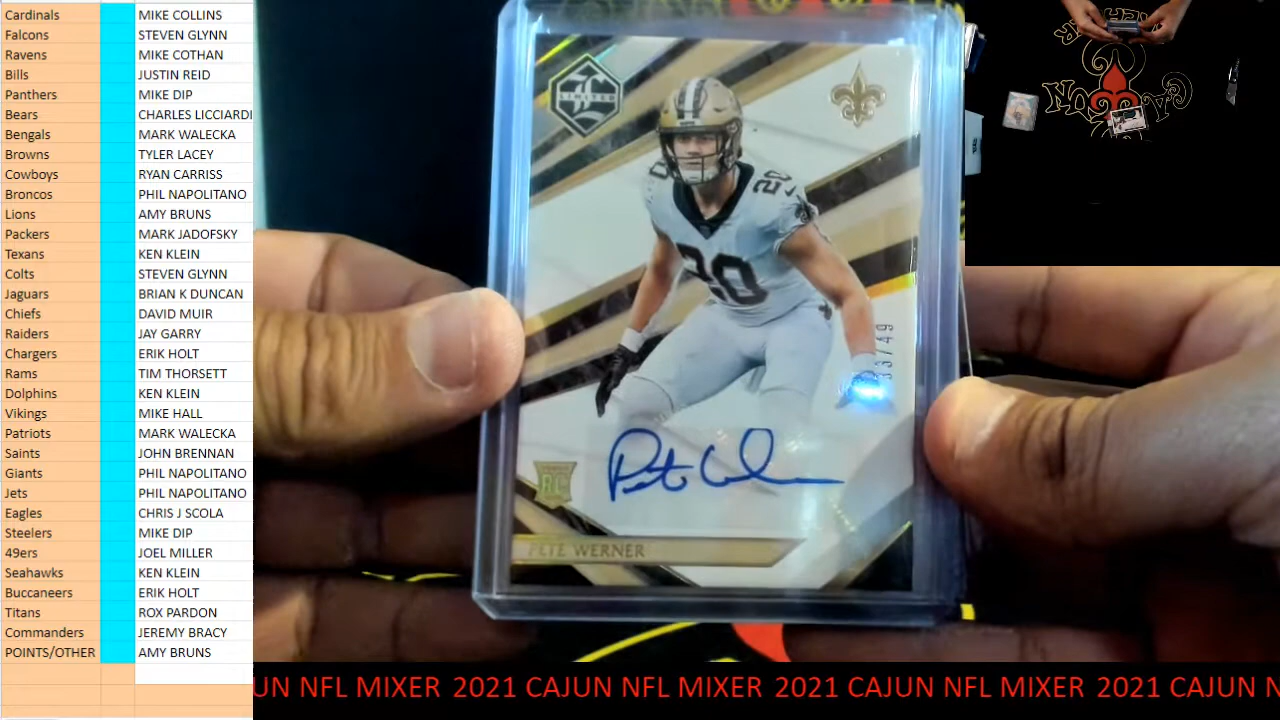 Cardinals MIKE COLLINS
Falcons STEVEN GLYNN
Ravens MIKE COTHAN
Bills JUSTIN REID
Panthers MIKE DIP
Bears CHARLES LICCIARDI
Bengals MARK WALECKA
Browns TYLER LACEY
Cowboys RYAN CARRISS
Broncos PHIL NAPOLITANO
Lions AMY BRUNS
Packers MARK JADOFSKY
Texans KEN KLEIN
Colts STEVEN GLYNN
Jaguars BRIAN K DUNCAN
Chiefs DAVID MUIR
Raiders JAY GARRY
Chargers ERIK HOLT
Rams TIM THORSETT
Dolphins KEN KLEIN
Vikings MIKE HALL
Patriots MARK WALECKA
Saints JOHN BRENNAN
Giants PHIL NAPOLITANO
Jets PHIL NAPOLITANO
Eagles CHRIS J SCOLA
Steelers MIKE DIP
49ers JOEL MILLER
Seahawks KEN KLEIN
Buccaneers ERIK HOLT
Titans ROX PARDON
Commanders JEREMY BRACY
POINTS/OTHER AMY BRUNS
LIMITED
20
20
33/49
RC
PETE WERNER
UN NFL MIXER 2021 CAJUN NFL MIXER 2021 CAJUN NFL MIXER 2021 CAJUN N